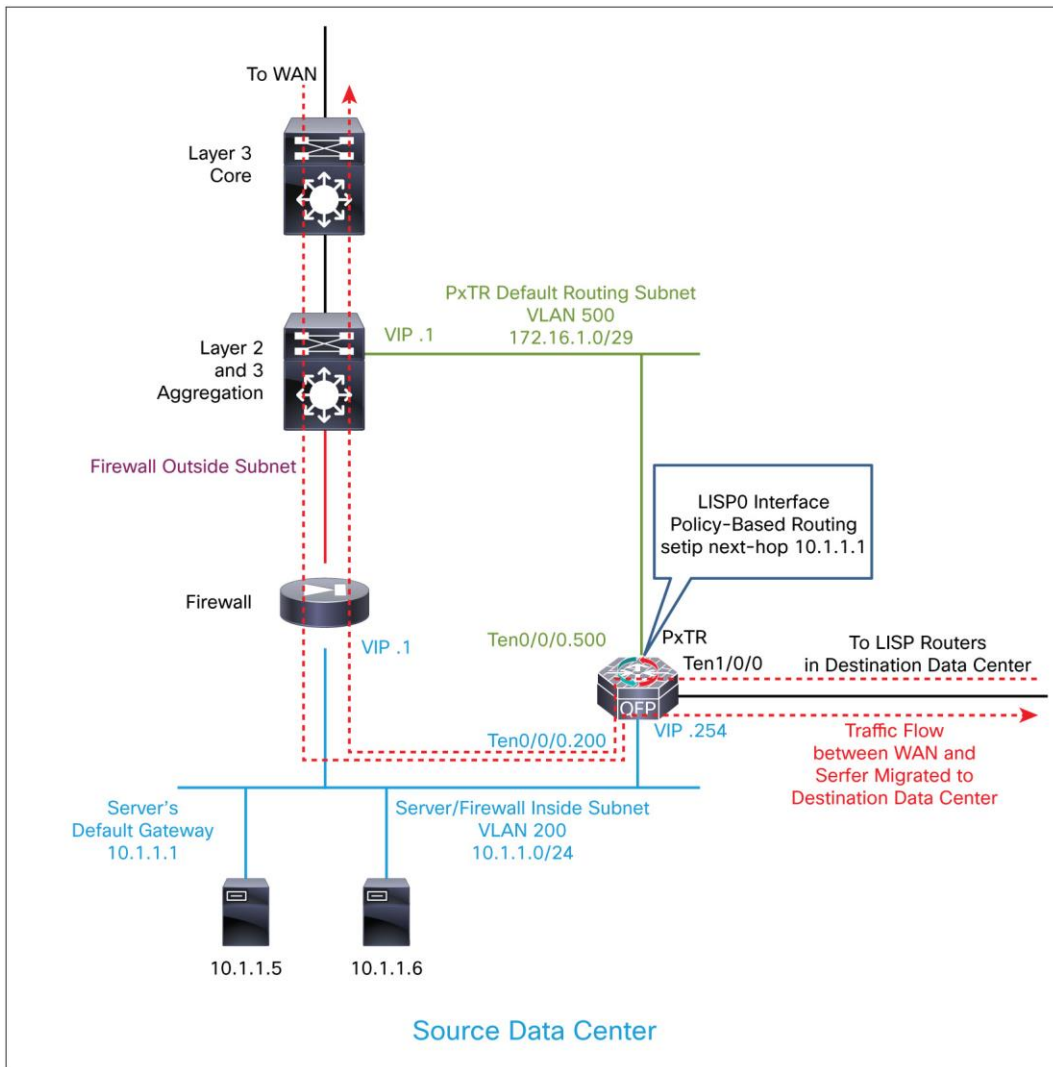 To WAN
Layer 3
Core
PxTR Default Routing Subnet
VLAN 500
172.16.1.0/29
VIP .1
Layer 2
and 3
Aggregation
Firewall Outside Subnet
LISP0 Interface
Policy-Based Routing
setip next-hop 10.1.1.1
Firewall
VIP .1
Ten0/0/0.500
PxTR
Ten1/0/0
To LISP Routers
in Destination Data Center
QFP
VIP .254
Ten0/0/0.200
Traffic Flow
between WAN and
Serfer Migrated to
Destination Data Center
Server's
Default Gateway
10.1.1.1
Server/Firewall Inside Subnet
VLAN 200
10.1.1.0/24
10.1.1.5
10.1.1.6
Source Data Center